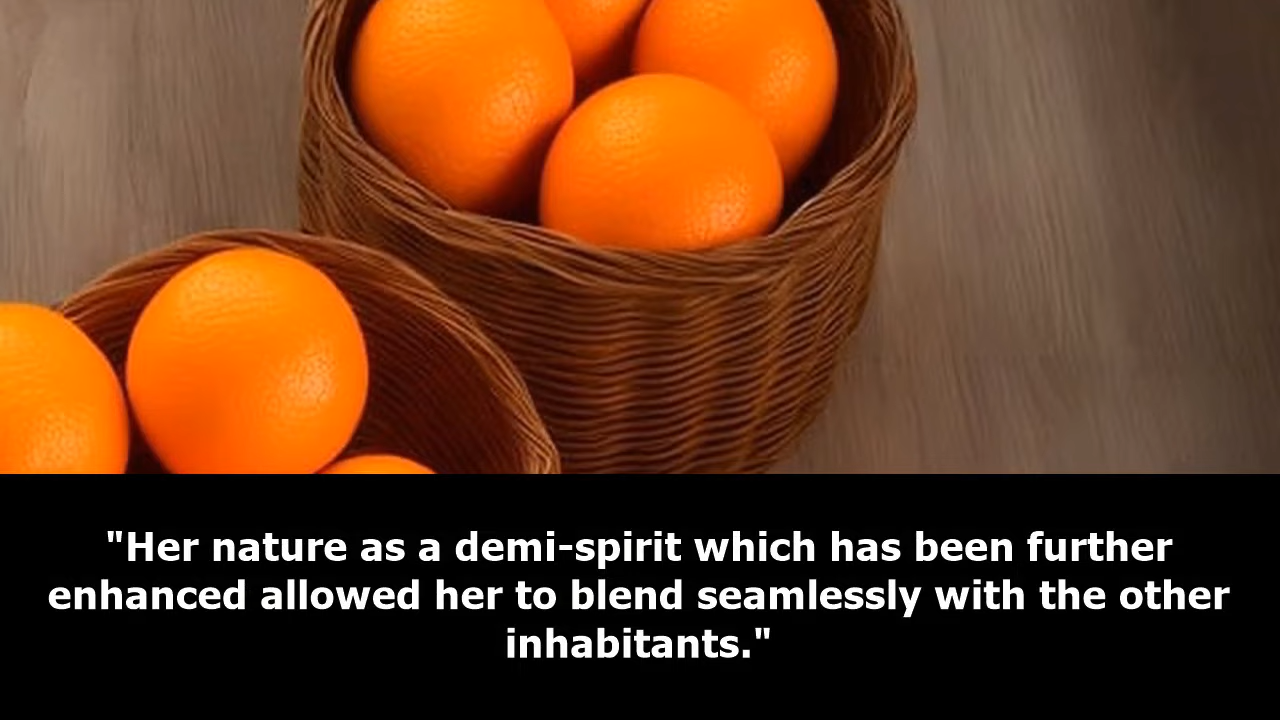 "Her nature as a demi-spirit which has been further
enhanced allowed her to blend seamlessly with the other
inhabitants."